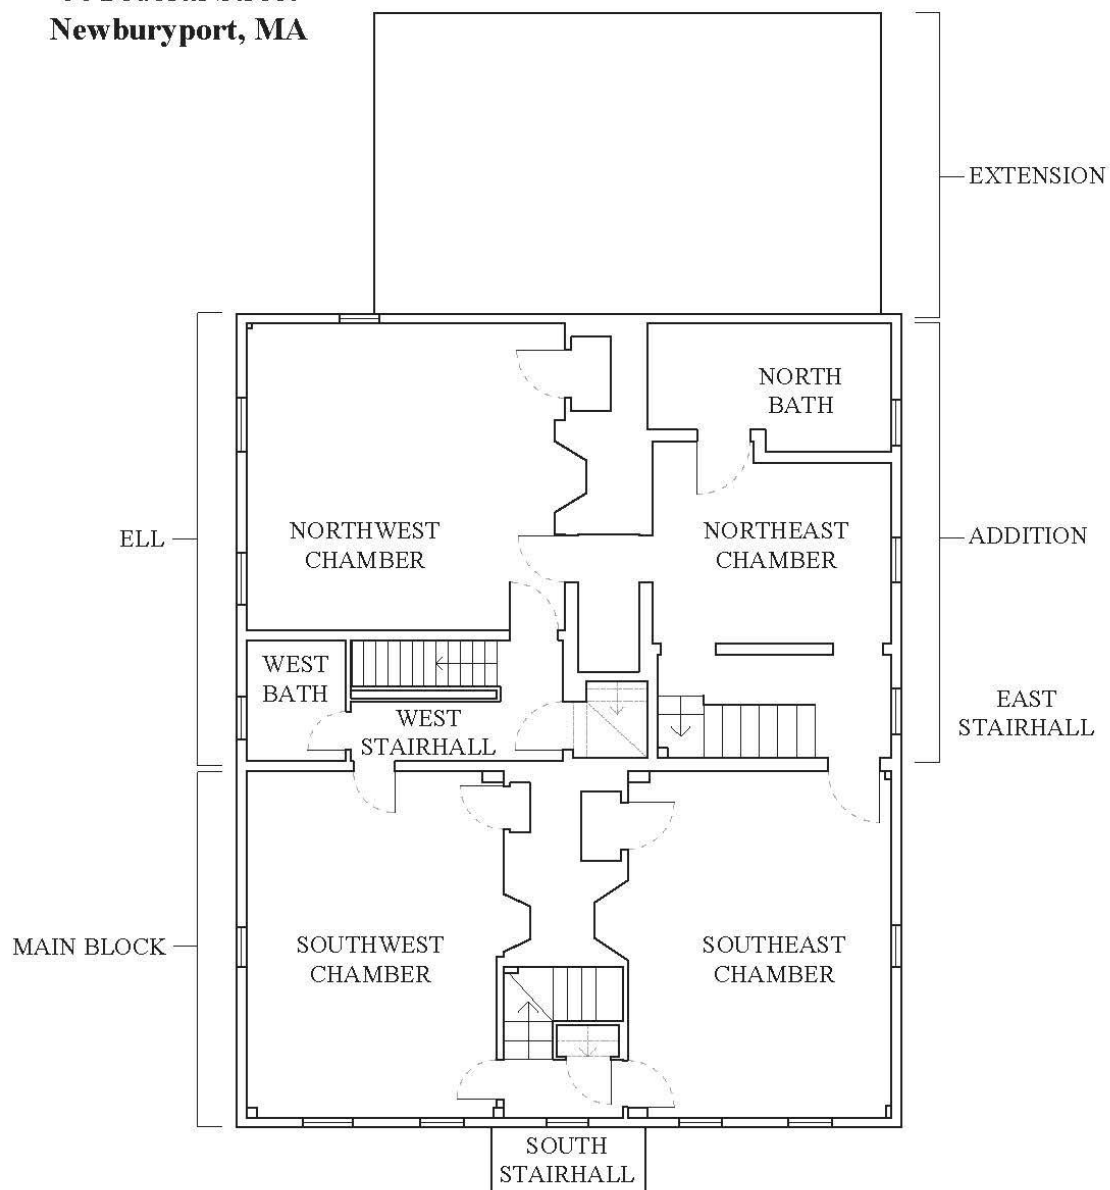 Newburyport, MA
EXTENSION
NORTH
BATH
ELL
NORTHWEST
CHAMBER
NORTHEAST
CHAMBER
ADDITION
WEST
BATH
WEST
STAIRHALL
EAST
STAIRHALL
MAIN BLOCK
SOUTHWEST
CHAMBER
SOUTHEAST
CHAMBER
SOUTH
STAIRHALL